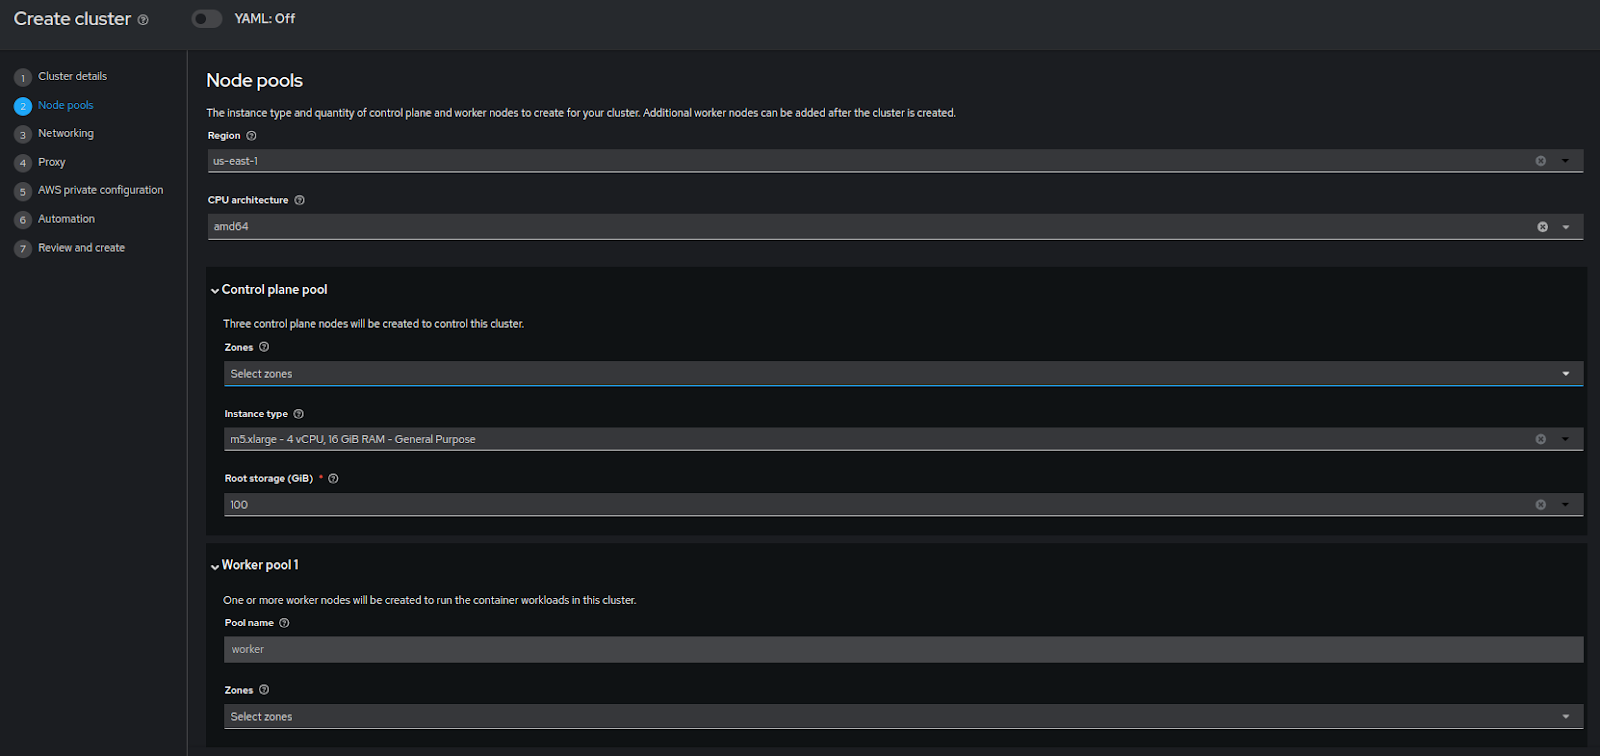 Create cluster
YAML: Off
1 Cluster details
2 Node pools
3 Networking
4 Proxy
5 AWS private configuration
6 Automation
7 Review and create
Node pools
The instance type and quantity of control plane and worker nodes to create for your cluster. Additional worker nodes can be added after the cluster is created.
Region
us-east-1
CPU architecture
amd64
Control plane pool
Three control plane nodes will be created to control this cluster.
Zones
Select zones
Instance type
m5.xlarge - 4 vCPU, 16 GiB RAM - General Purpose
Root storage (GiB) *
100
Worker pool 1
One or more worker nodes will be created to run the container workloads in this cluster.
Pool name
worker
Zones
Select zones